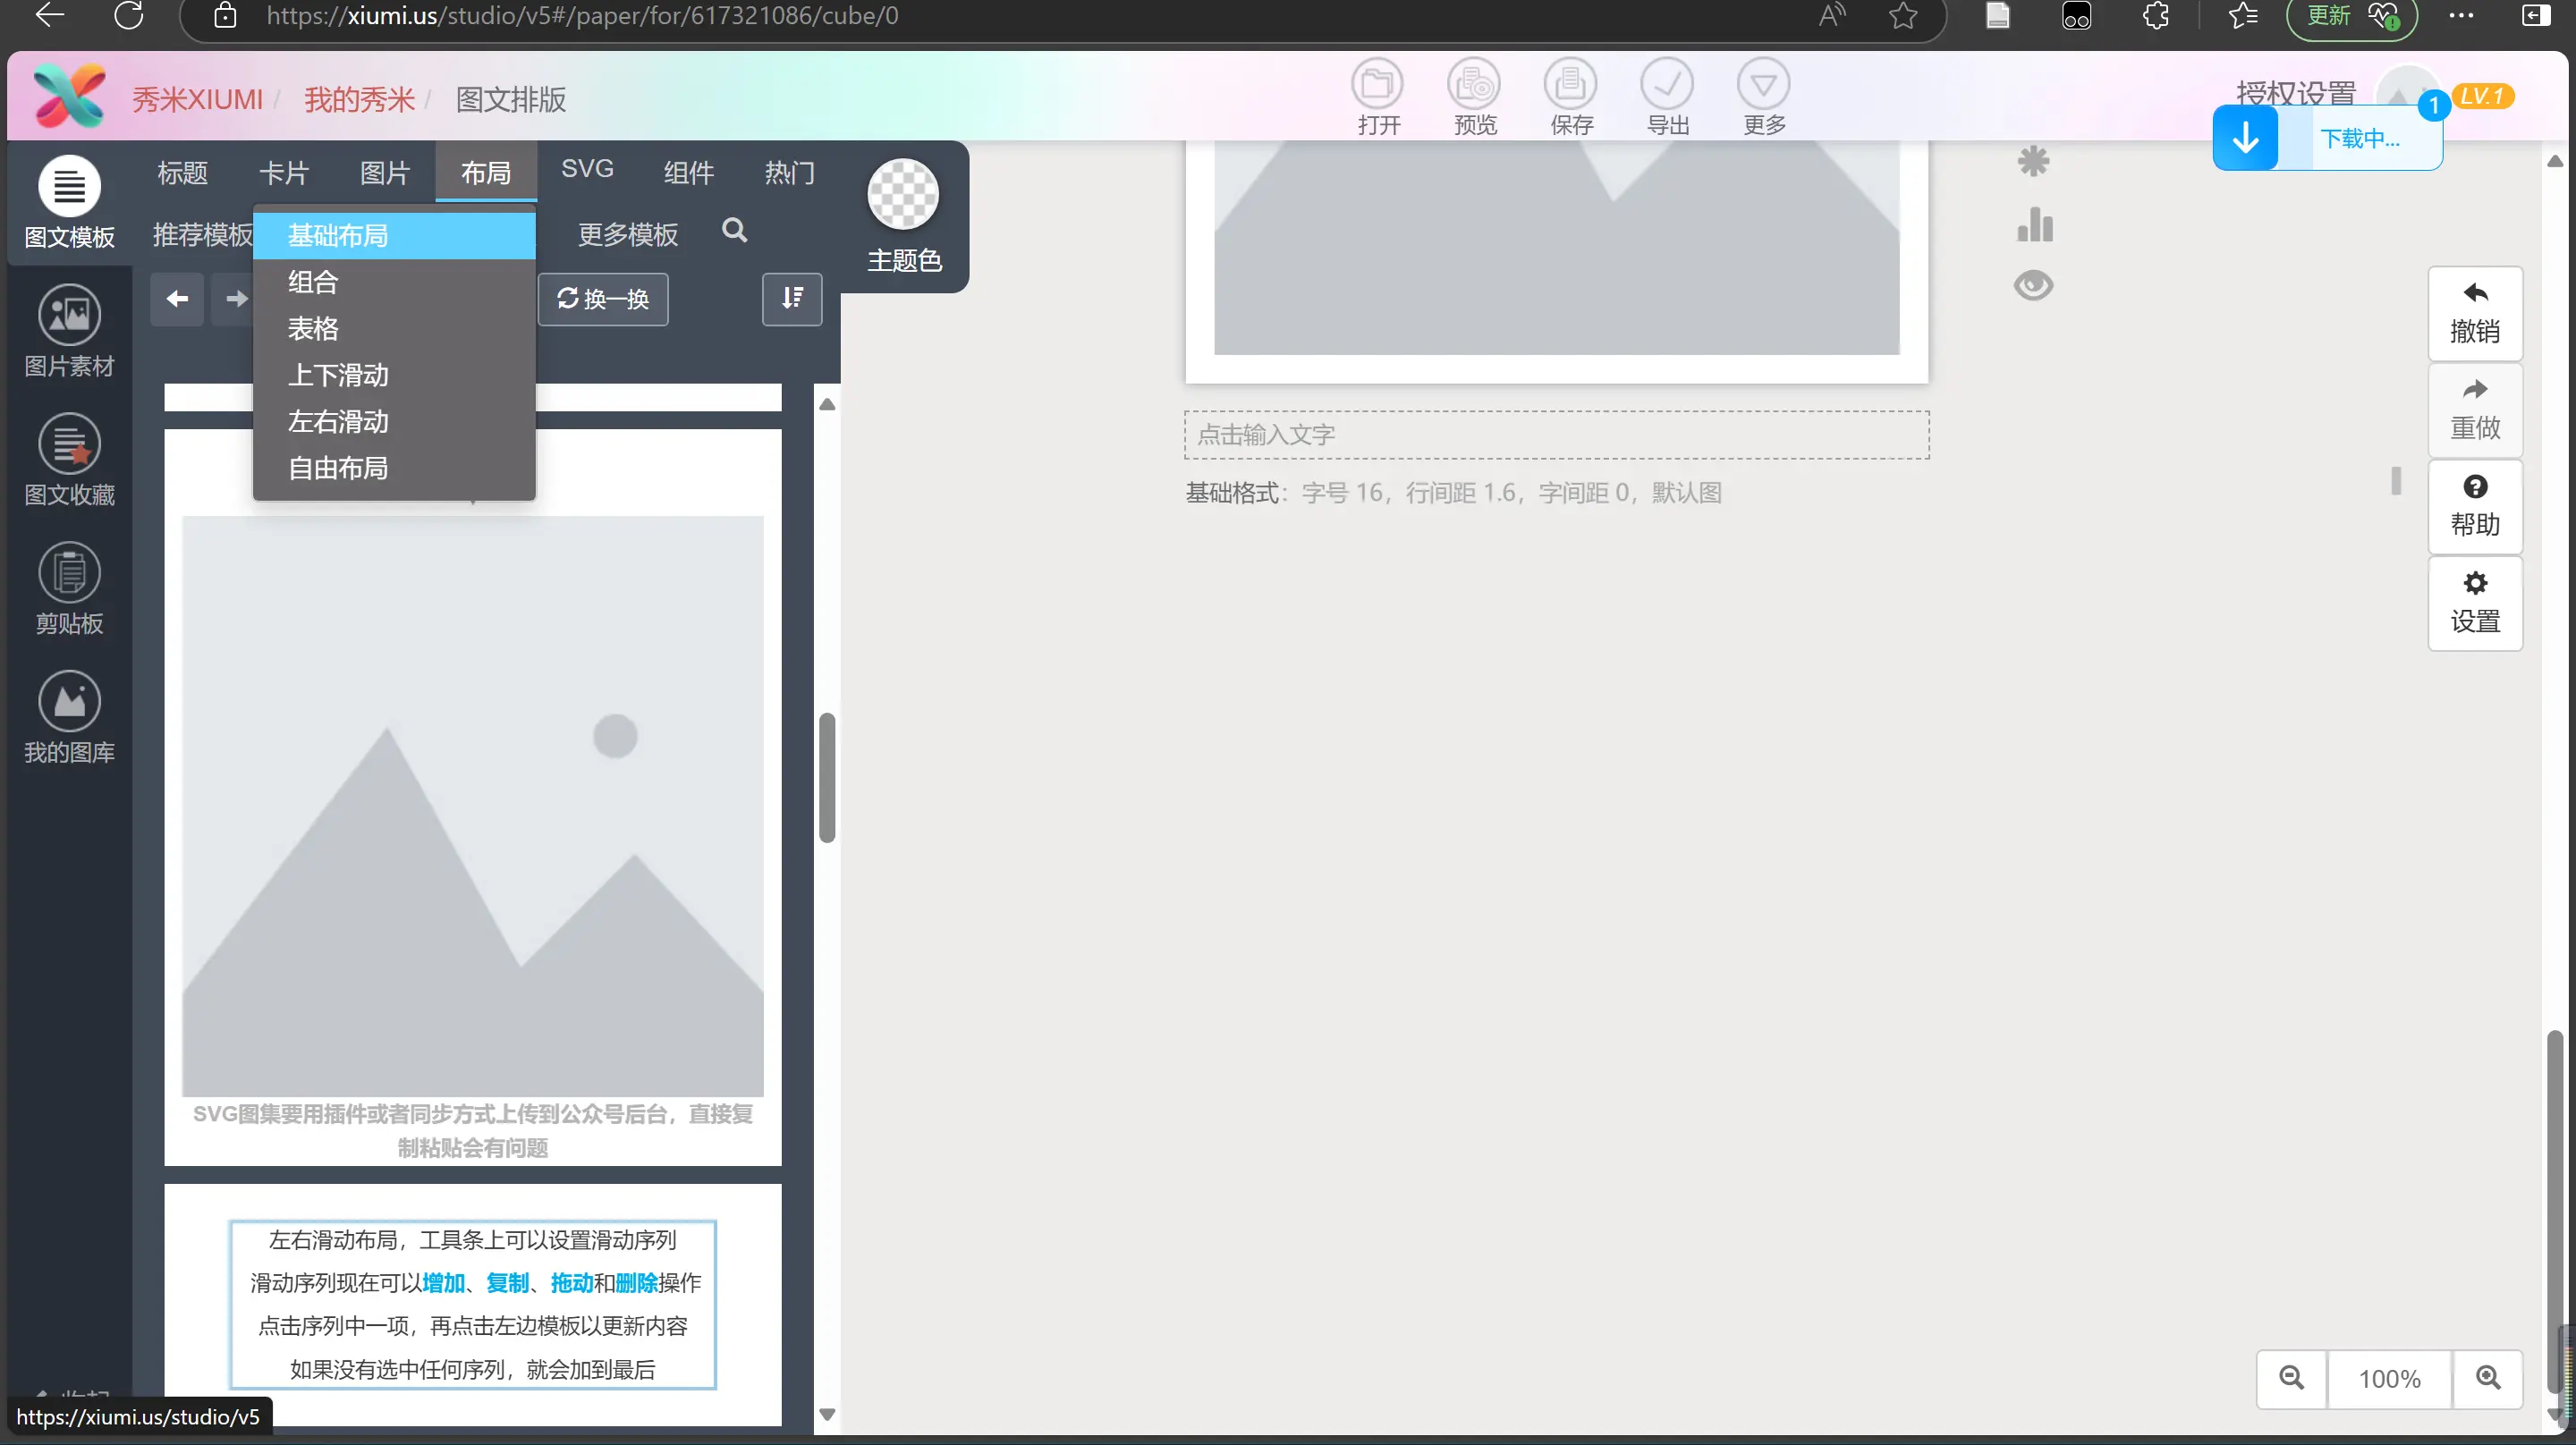 https://xiumi.us/studio/v5#/paper/for/617321086/cube/0
更新
秀米XIUMI / 我的秀米 / 图文排版
打开
预览
保存
导出
更多
授权设置
LV.1
1
下载中...
图文模板
图片素材
图文收藏
剪贴板
我的图库
标题
卡片
图片
布局
SVG
组件
热门
推荐模板
更多模板
主题色
基础布局
组合
表格
上下滑动
左右滑动
自由布局
换一换
SVG图集要用插件或者同步方式上传到公众号后台，直接复
制粘贴会有问题
左右滑动布局，工具条上可以设置滑动序列
滑动序列现在可以增加、复制、拖动和删除操作
点击序列中一项，再点击左边模板以更新内容
如果没有选中任何序列，就会加到最后
https://xiumi.us/studio/v5
点击输入文字
基础格式：字号 16，行间距 1.6，字间距 0，默认图
撤销
重做
帮助
设置
100%